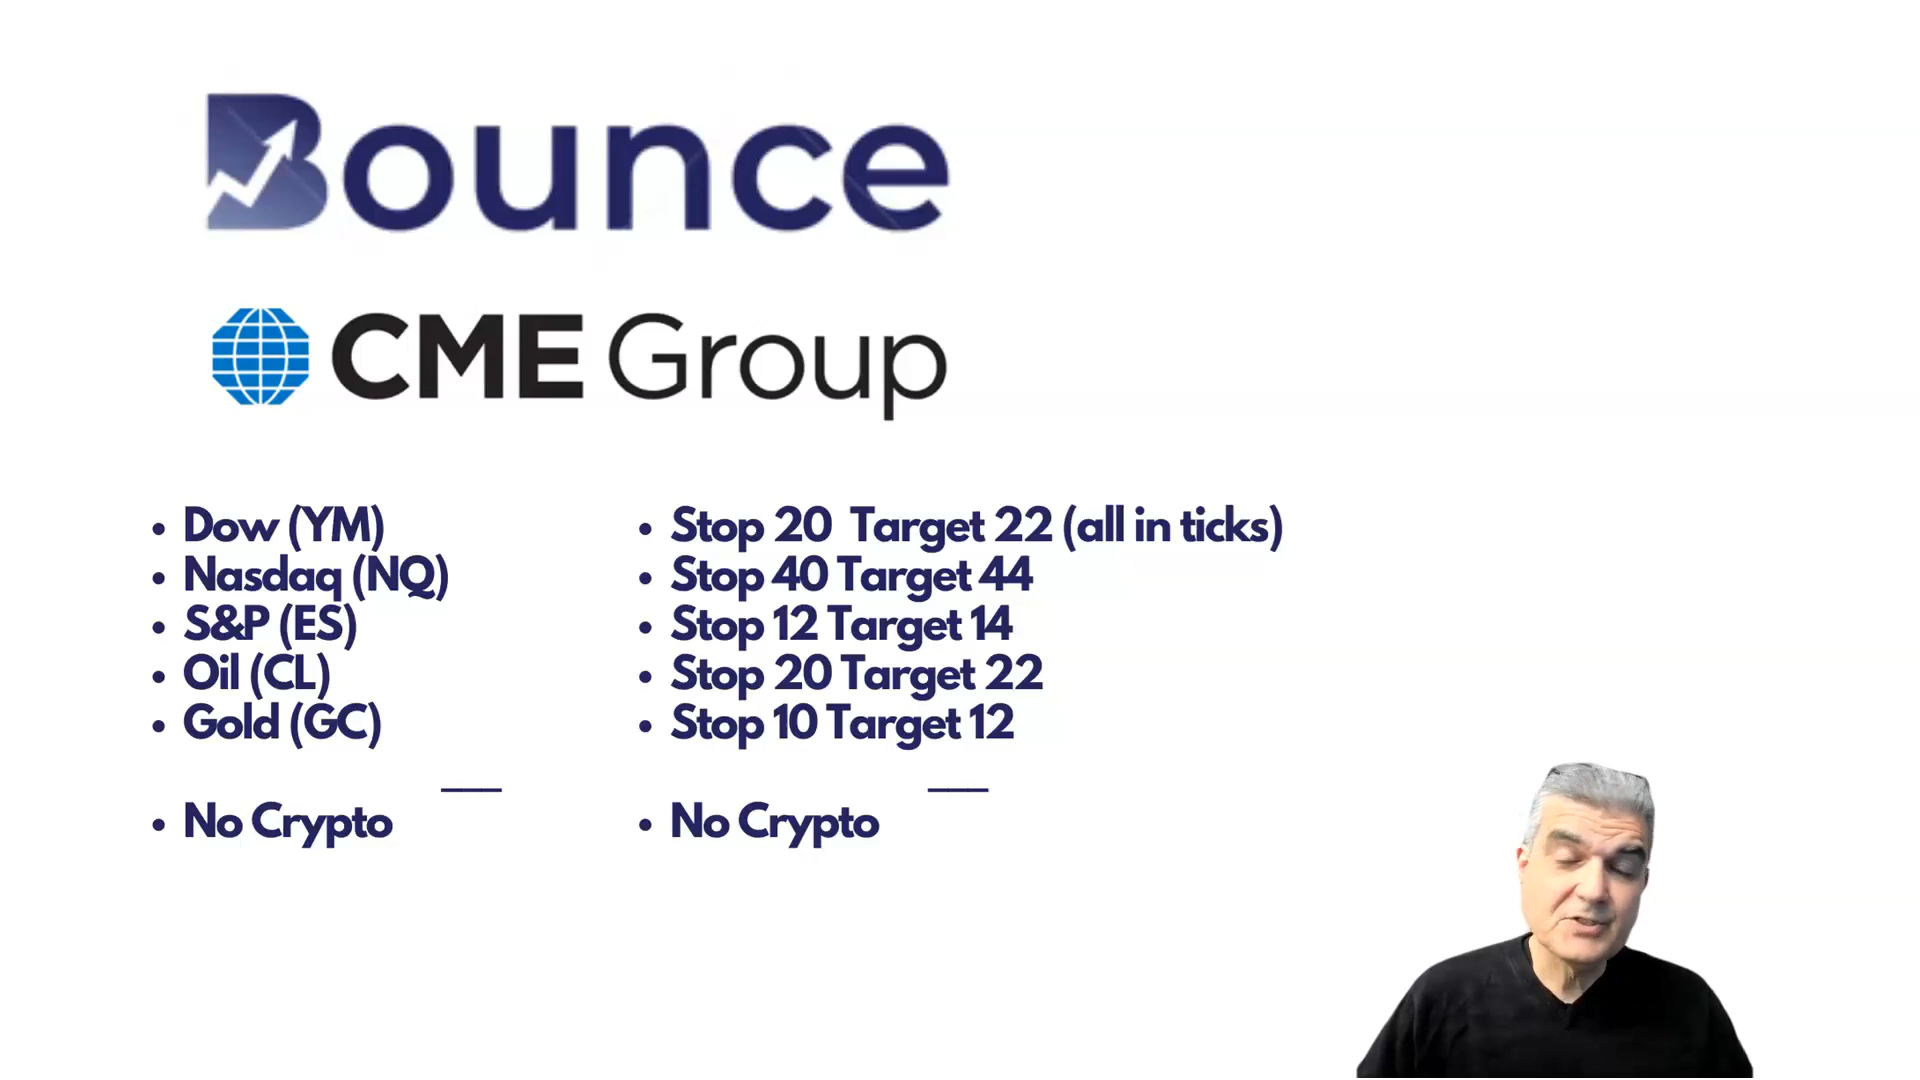 Bounce
CME Group
• Dow (YM)
• Nasdaq (NQ)
• S&P (ES)
• Oil (CL)
• Gold (GC)
___
• No Crypto
• Stop 20  Target 22 (all in ticks)
• Stop 40 Target 44
• Stop 12 Target 14
• Stop 20 Target 22
• Stop 10 Target 12
___
• No Crypto